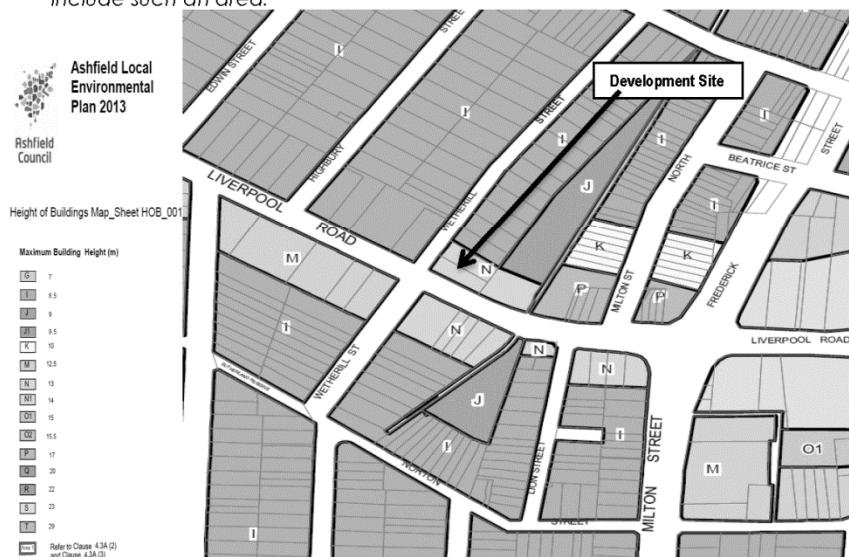 include such an area.
Ashfield Local
Environmental
Plan 2013
Ashfield
Council
Height of Buildings Map_Sheet HOB_001
Maximum Building Height (m)
G 7
I 8.5
J 9
J1 9.5
K 10
M 12.5
N 13
N1 14
O1 15
O2 15.5
P 17
Q 20
R 22
S 23
T 29
Refer to Clause 4.3A (2)
and Clause 4.3A (3)
Development Site
EDWIN STREET
HIGHBURY
STREET
WETHERILL
STREET
NORTH
BEATRICE ST
STREET
LIVERPOOL
ROAD
MILTON ST
FREDERICK
LIVERPOOL ROAD
WETHERILL ST
NORTON
STREET
DON STREET
MILTON STREET
I
I
I
I
I
J
K
I
K
N
P
P
M
I
N
N
N
J
I
I
M
O1
I